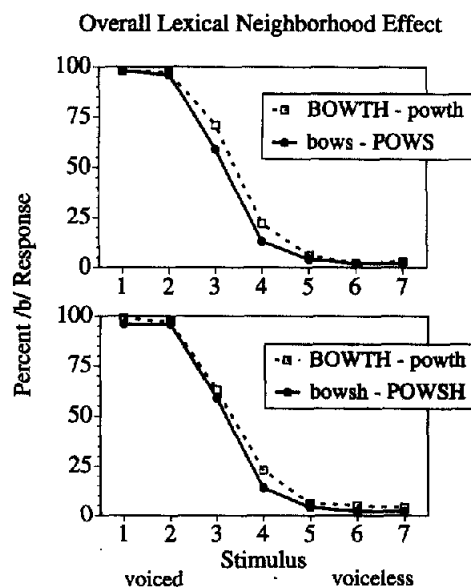 Overall Lexical Neighborhood Effect
Percent /b/ Response
100
75
50
25
0
BOWTH - powth
bows - POWS
1 2 3 4 5 6 7
100
75
50
25
0
BOWTH - powth
bowsh - POWSH
1 2 3 4 5 6 7
Stimulus
voiced voiceless